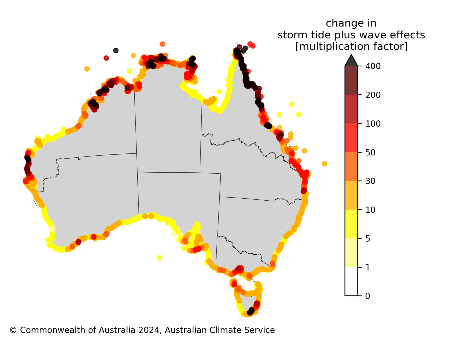 change in
storm tide plus wave effects
[multiplication factor]
400
200
100
50
30
10
5
1
0
© Commonwealth of Australia 2024, Australian Climate Service